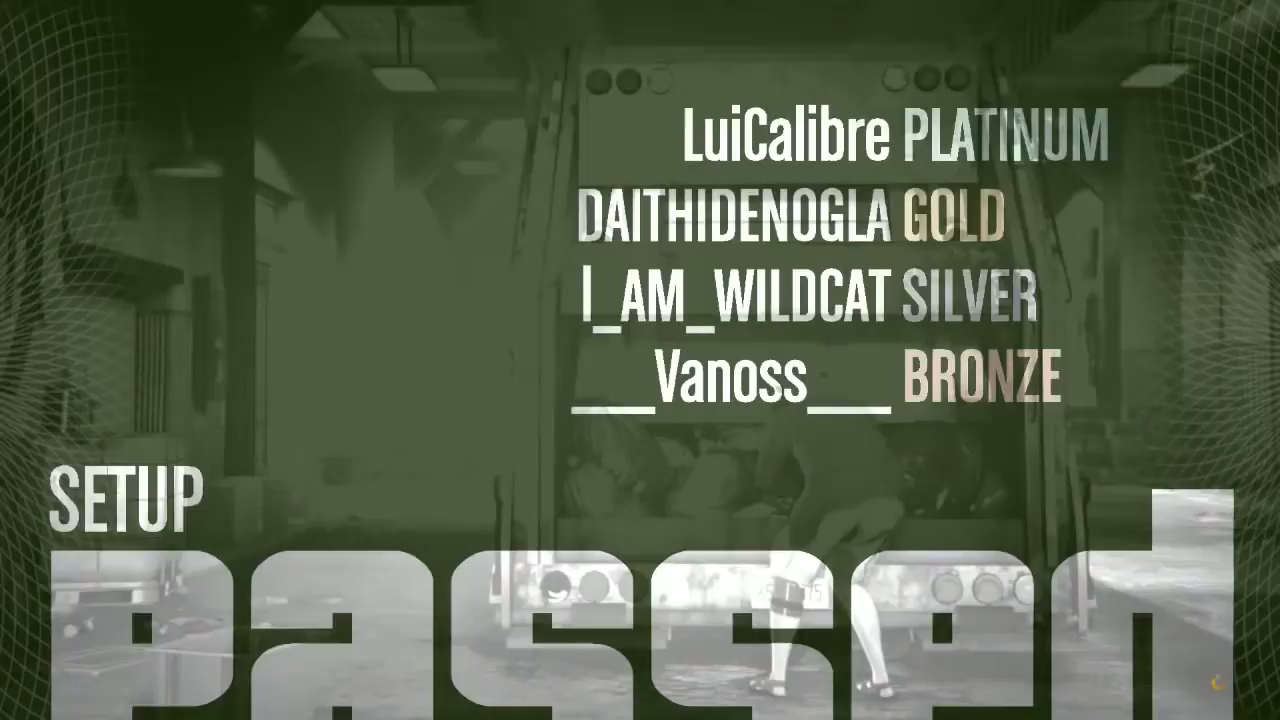 LuiCalibre PLATINUM
DAITHIDENOGLA GOLD
I_AM_WILDCAT SILVER
___Vanoss___ BRONZE
SETUP
passed